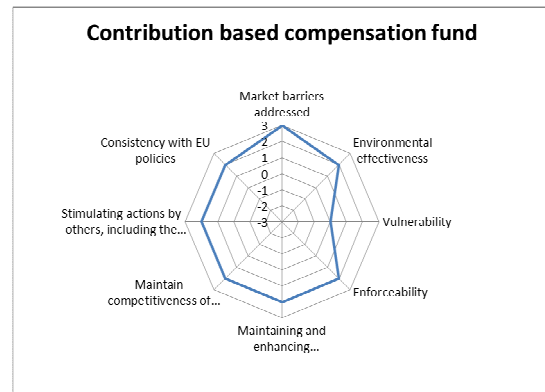 Contribution based compensation fund
Market barriers
addressed
3
2
1
0
-1
-2
-3
Environmental
effectiveness
Vulnerability
Enforceability
Maintaining and
enhancing...
Maintain
competitiveness of...
Stimulating actions by
others, including the...
Consistency with EU
policies